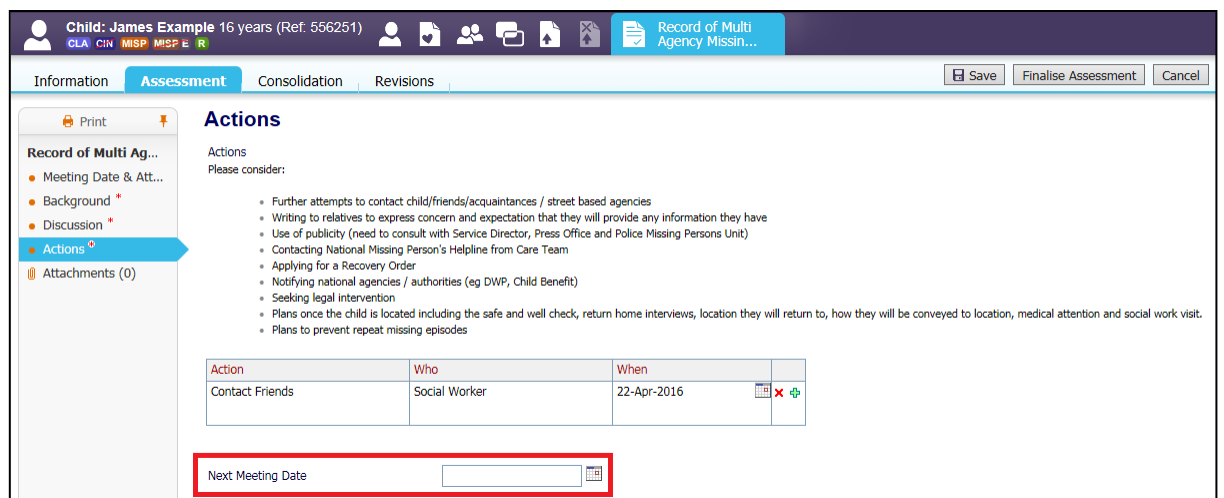 Child: James Example 16 years (Ref: 556251)
CLA CIN MISP MISP E R
Record of Multi
Agency Missin...
Information Assessment Consolidation Revisions
Save Finalise Assessment Cancel
Print
Record of Multi Ag...
Meeting Date & Att...
Background *
Discussion *
Actions *
Attachments (0)
Actions
Actions
Please consider:
Further attempts to contact child/friends/acquaintances / street based agencies
Writing to relatives to express concern and expectation that they will provide any information they have
Use of publicity (need to consult with Service Director, Press Office and Police Missing Persons Unit)
Contacting National Missing Person's Helpline from Care Team
Applying for a Recovery Order
Notifying national agencies / authorities (eg DWP, Child Benefit)
Seeking legal intervention
Plans once the child is located including the safe and well check, return home interviews, location they will return to, how they will be conveyed to location, medical attention and social work visit.
Plans to prevent repeat missing episodes
Action Who When
Contact Friends Social Worker 22-Apr-2016
Next Meeting Date